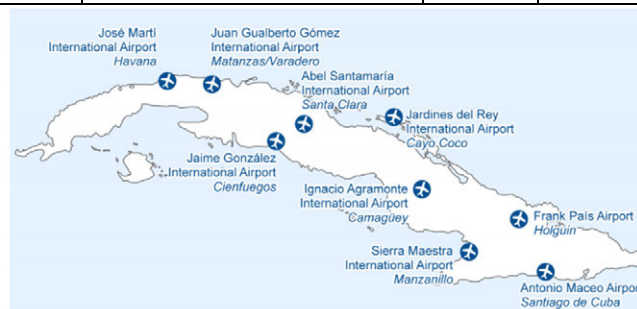 José Martí
International Airport
Havana
Juan Gualberto Gómez
International Airport
Matanzas/Varadero
Abel Santamaría
International Airport
Santa Clara
Jardines del Rey
International Airport
Cayo Coco
Jaime González
International Airport
Cienfuegos
Ignacio Agramonte
International Airport
Camagüey
Frank País Airport
Holguin
Sierra Maestra
International Airport
Manzanillo
Antonio Maceo Airpor
Santiago de Cuba